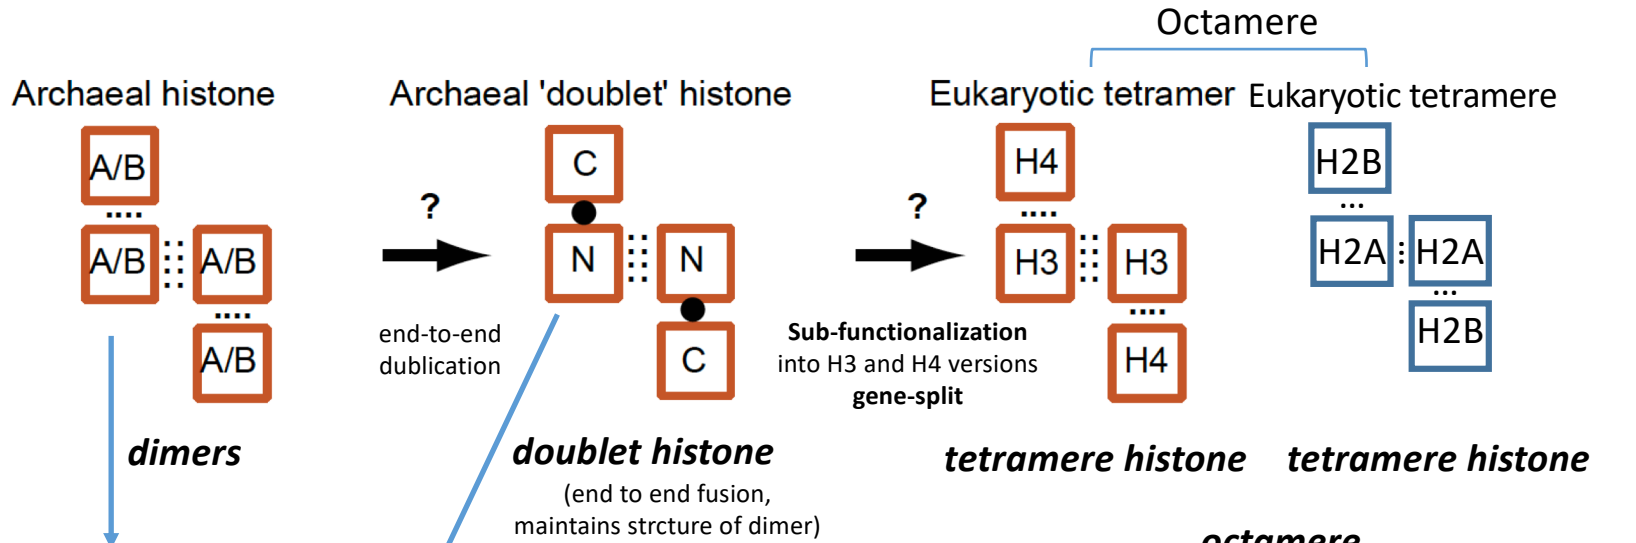 Octamere
Archaeal histone
Archaeal 'doublet' histone
Eukaryotic tetramer
Eukaryotic tetramere
A/B
A/B
A/B
A/B
?
end-to-end
dublication
C
N
N
C
?
Sub-functionalization
into H3 and H4 versions
gene-split
H4
H3
H3
H4
H2B
H2A
H2A
H2B
dimers
doublet histone
(end to end fusion,
maintains strcture of dimer)
tetramere histone
tetramere histone
octamere